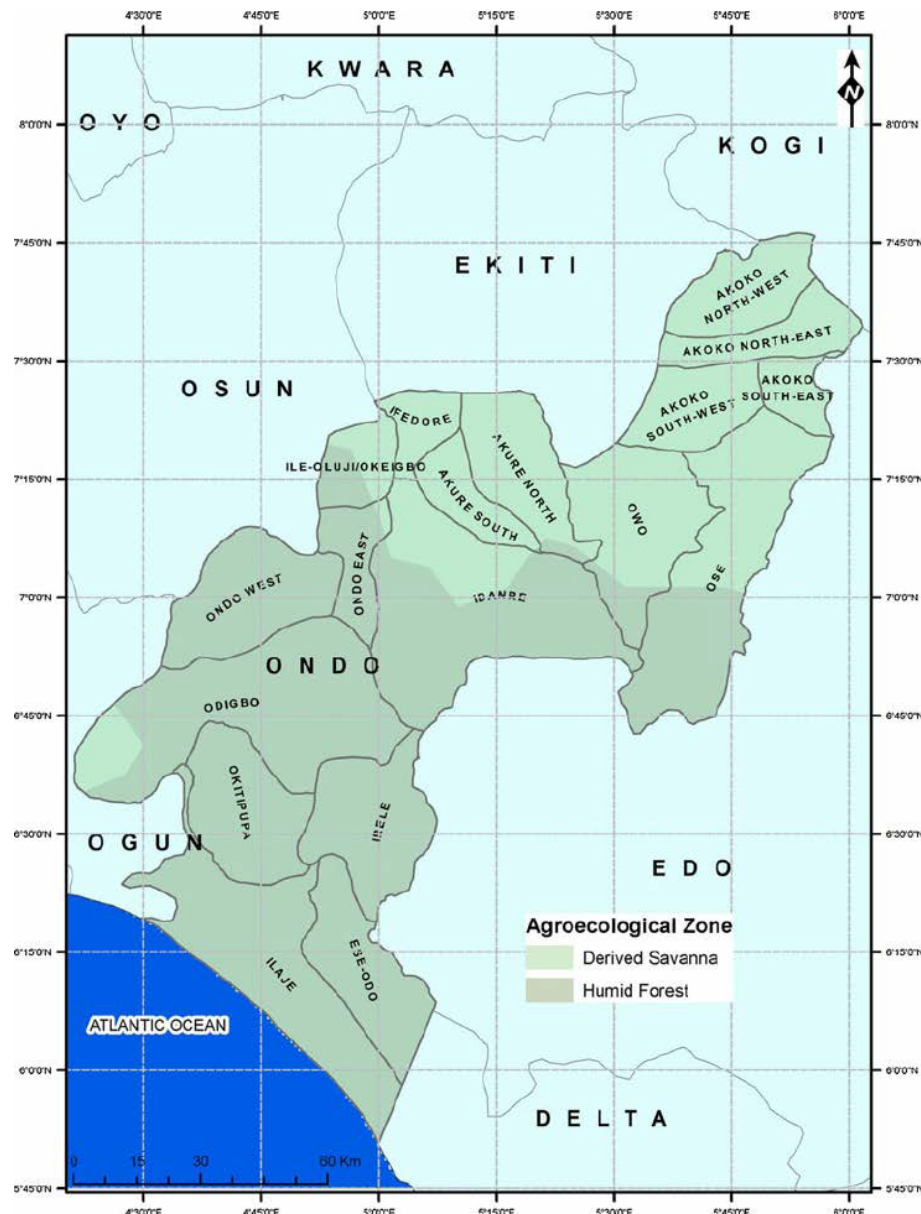 4°30'0"E 4°45'0"E 5°0'0"E 5°15'0"E 5°30'0"E 5°45'0"E 6°0'0"E
KWARA
N
OYO
8°0'0"N 8°0'0"N
KOGI
7°45'0"N 7°45'0"N
EKITI
AKOKO
NORTH-WEST
AKOKO NORTH-EAST
7°30'0"N 7°30'0"N
OSUN
AKOKO
SOUTH-WEST
AKOKO
SOUTH-EAST
IFEDORE
ILE-OLUJI/OKEIGBO
AKURE NORTH
AKURE SOUTH
7°15'0"N 7°15'0"N
OWO
OSE
ONDO EAST
ONDO WEST
IDANRE
7°0'0"N 7°0'0"N
ONDO
ODIGBO
6°45'0"N 6°45'0"N
OKITIPUPA
IRELE
6°30'0"N 6°30'0"N
OGUN
EDO
Agroecological Zone
Derived Savanna
Humid Forest
6°15'0"N 6°15'0"N
ILAJE
ESE-ODO
ATLANTIC OCEAN
6°0'0"N 6°0'0"N
DELTA
0 15 30 60 Km
5°45'0"N 5°45'0"N
4°30'0"E 4°45'0"E 5°0'0"E 5°15'0"E 5°30'0"E 5°45'0"E 6°0'0"E